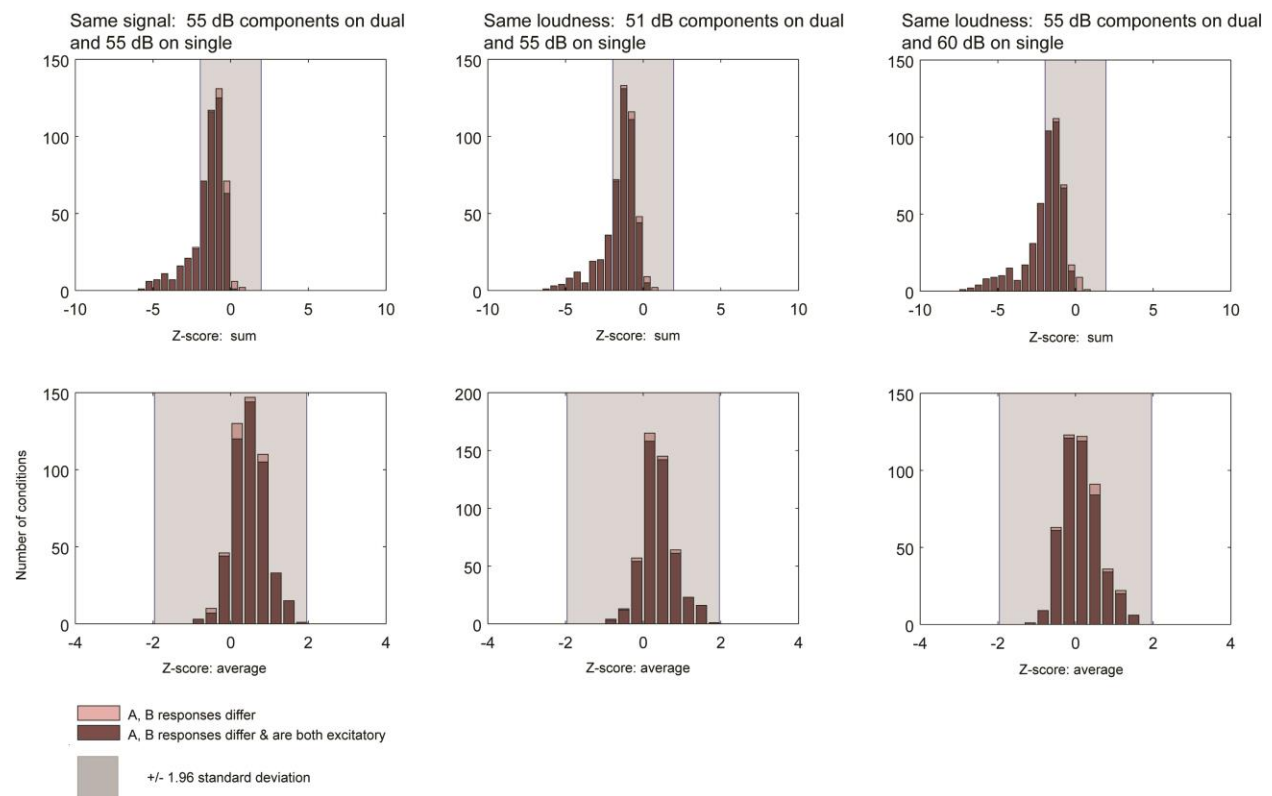 Same signal:  55 dB components on dual
and 55 dB on single
Same loudness:  51 dB components on dual
and 55 dB on single
Same loudness:  55 dB components on dual
and 60 dB on single
150
100
50
0
-10 -5 0 5 10
Z-score:  sum
150
100
50
0
-10 -5 0 5 10
Z-score:  sum
150
100
50
0
-10 -5 0 5 10
Z-score:  sum
Number of conditions
150
100
50
0
-4 -2 0 2 4
Z-score: average
200
150
100
50
0
-4 -2 0 2 4
Z-score: average
150
100
50
0
-4 -2 0 2 4
Z-score: average
A, B responses differ
A, B responses differ & are both excitatory
+/- 1.96 standard deviation